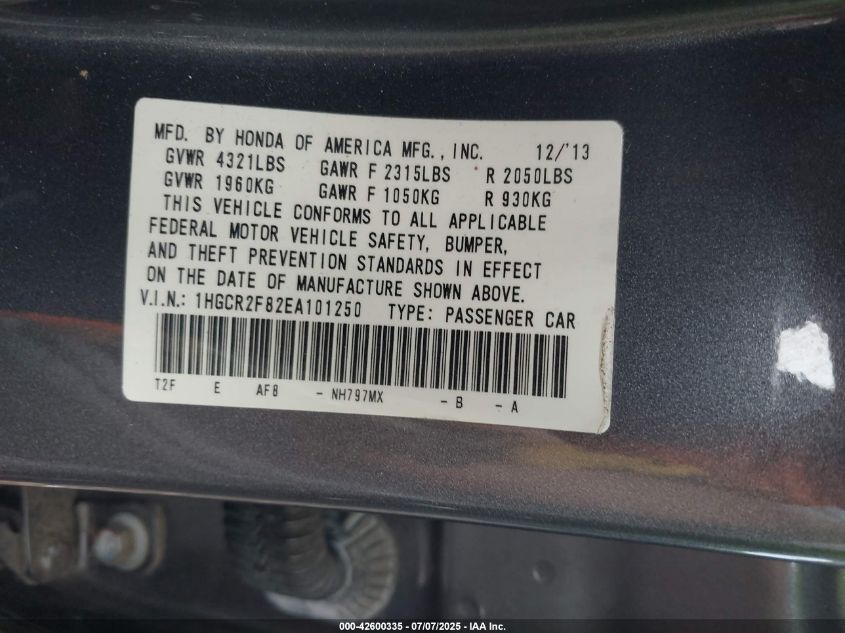 MFD. BY HONDA OF AMERICA MFG., INC. 12/'13
GVWR 4321LBS GAWR F 2315LBS R 2050LBS
GVWR 1960KG GAWR F 1050KG R 930KG
THIS VEHICLE CONFORMS TO ALL APPLICABLE
FEDERAL MOTOR VEHICLE SAFETY, BUMPER,
AND THEFT PREVENTION STANDARDS IN EFFECT
ON THE DATE OF MANUFACTURE SHOWN ABOVE.
V.I.N.: 1HGCR2F82EA101250 TYPE: PASSENGER CAR
T2F E AF8 - NH797MX - B - A
000-42600335 - 07/07/2025 - IAA Inc.